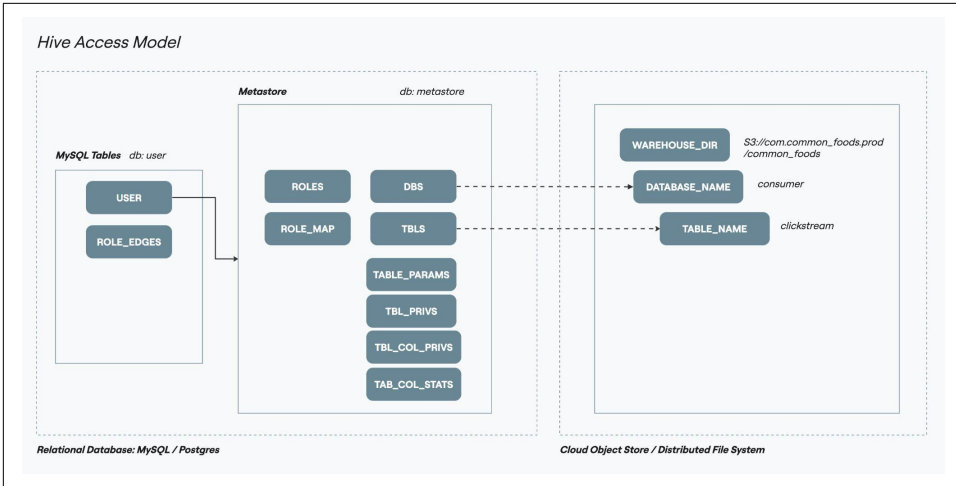 Hive Access Model
Metastore db: metastore
MySQL Tables db: user
USER
ROLE_EDGES
ROLES
DBS
ROLE_MAP
TBLS
TABLE_PARAMS
TBL_PRIVS
TBL_COL_PRIVS
TAB_COL_STATS
WAREHOUSE_DIR
S3://com.common_foods.prod
/common_foods
DATABASE_NAME
consumer
TABLE_NAME
clickstream
Relational Database: MySQL / Postgres
Cloud Object Store / Distributed File System